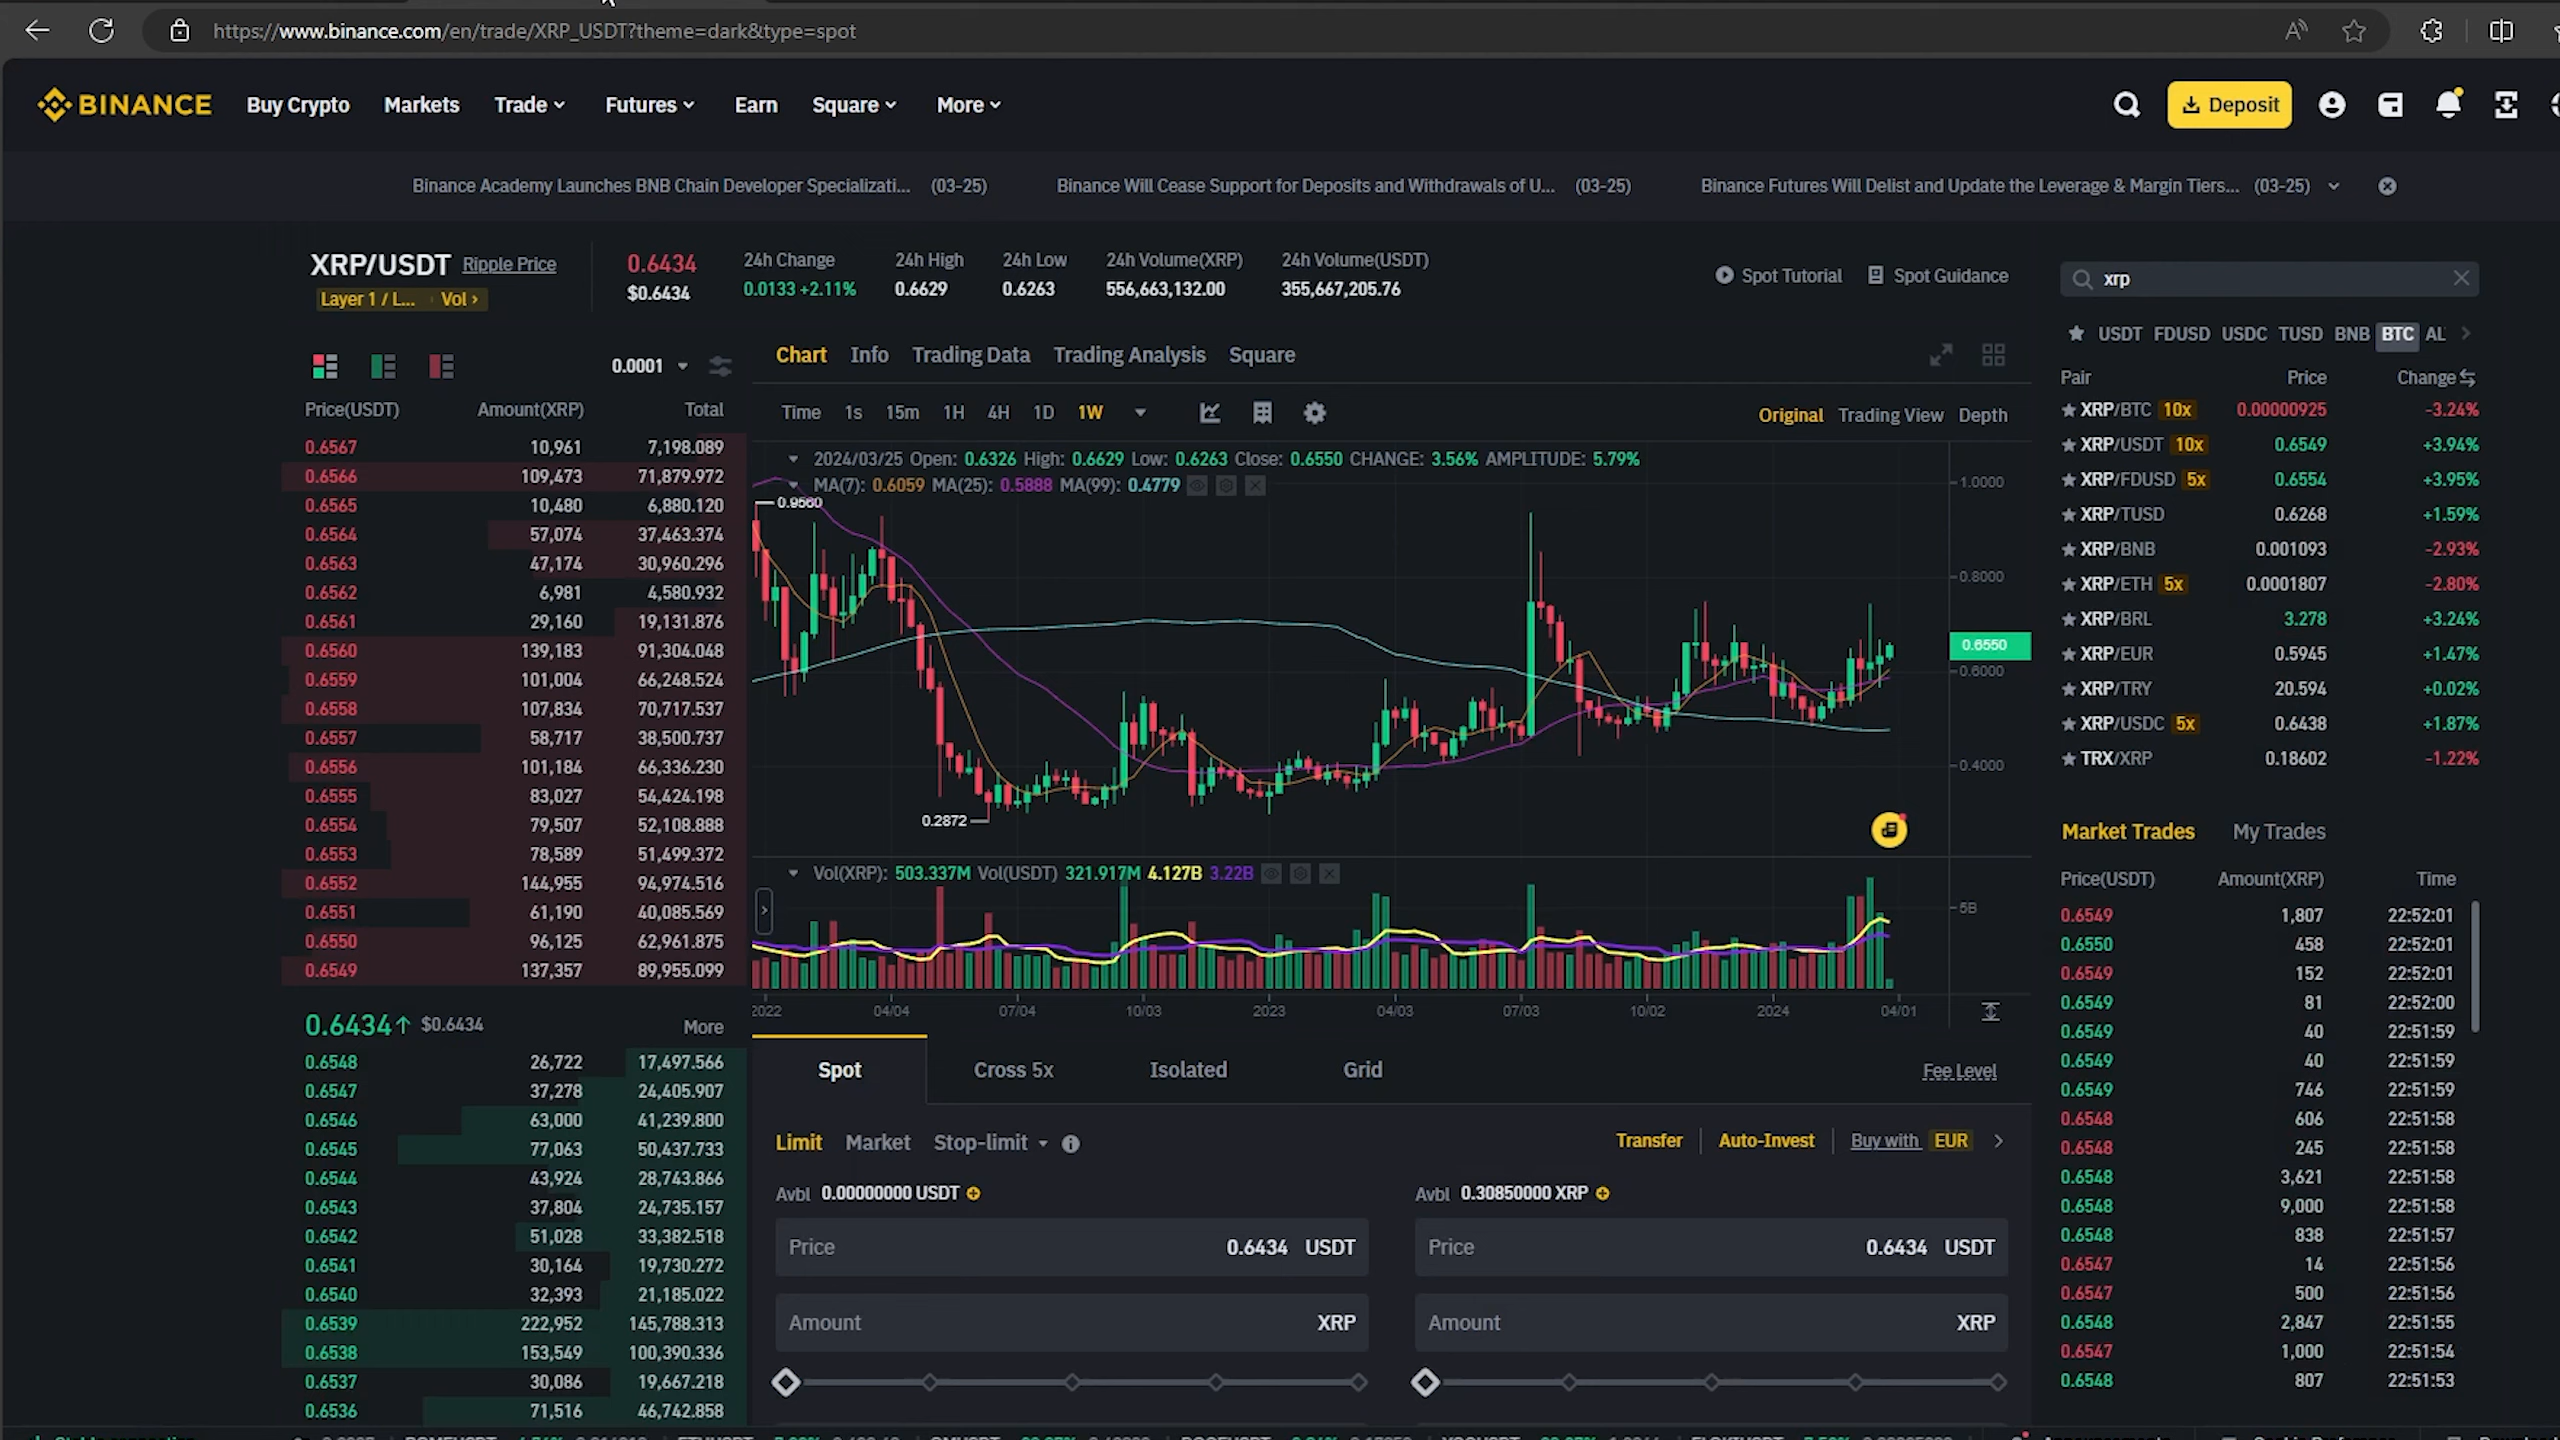 https://www.binance.com/en/trade/XRP_USDT?theme=dark&type=spot
BINANCE Buy Crypto Markets Trade Futures Earn Square More Deposit
Binance Academy Launches BNB Chain Developer Specializati... (03-25) Binance Will Cease Support for Deposits and Withdrawals of U... (03-25) Binance Futures Will Delist and Update the Leverage & Margin Tiers... (03-25)
XRP/USDT Ripple Price
Layer 1 / L... Vol
0.6434
$0.6434
24h Change
0.0133 +2.11%
24h High
0.6629
24h Low
0.6263
24h Volume(XRP)
556,663,132.00
24h Volume(USDT)
355,667,205.76
Spot Tutorial Spot Guidance
0.0001
Price(USDT) Amount(XRP) Total
0.6567 10,961 7,198.089
0.6566 109,473 71,879.972
0.6565 10,480 6,880.120
0.6564 57,074 37,463.374
0.6563 47,174 30,960.296
0.6562 6,981 4,580.932
0.6561 29,160 19,131.876
0.6560 139,183 91,304.048
0.6559 101,004 66,248.524
0.6558 107,834 70,717.537
0.6557 58,717 38,500.737
0.6556 101,184 66,336.230
0.6555 83,027 54,424.198
0.6554 79,507 52,108.888
0.6553 78,589 51,499.372
0.6552 144,955 94,974.516
0.6551 61,190 40,085.569
0.6550 96,125 62,961.875
0.6549 137,357 89,955.099
0.6434↑ $0.6434 More
0.6548 26,722 17,497.566
0.6547 37,278 24,405.907
0.6546 63,000 41,239.800
0.6545 77,063 50,437.733
0.6544 43,924 28,743.866
0.6543 37,804 24,735.157
0.6542 51,028 33,382.518
0.6541 30,164 19,730.272
0.6540 32,393 21,185.022
0.6539 222,952 145,788.313
0.6538 153,549 100,390.336
0.6537 30,086 19,667.218
0.6536 71,516 46,742.858
Chart Info Trading Data Trading Analysis Square
Time 1s 15m 1H 4H 1D 1W Original Trading View Depth
2024/03/25 Open: 0.6326 High: 0.6629 Low: 0.6263 Close: 0.6550 CHANGE: 3.56% AMPLITUDE: 5.79%
MA(7): 0.6059 MA(25): 0.5888 MA(99): 0.4779
0.9560
1.0000
0.8000
0.6550
0.6000
0.4000
0.2872
Vol(XRP): 503.337M Vol(USDT) 321.917M 4.127B 3.22B
5B
2022 04/04 07/04 10/03 2023 04/03 07/03 10/02 2024 04/01
Spot Cross 5x Isolated Grid Fee Level
Limit Market Stop-limit Transfer Auto-Invest Buy with EUR
Avbl 0.00000000 USDT Avbl 0.30850000 XRP
Price 0.6434 USDT Price 0.6434 USDT
Amount XRP Amount XRP
xrp
USDT FDUSD USDC TUSD BNB BTC AL
Pair Price Change
XRP/BTC 10x 0.00000925 -3.24%
XRP/USDT 10x 0.6549 +3.94%
XRP/FDUSD 5x 0.6554 +3.95%
XRP/TUSD 0.6268 +1.59%
XRP/BNB 0.001093 -2.93%
XRP/ETH 5x 0.0001807 -2.80%
XRP/BRL 3.278 +3.24%
XRP/EUR 0.5945 +1.47%
XRP/TRY 20.594 +0.02%
XRP/USDC 5x 0.6438 +1.87%
TRX/XRP 0.18602 -1.22%
Market Trades My Trades
Price(USDT) Amount(XRP) Time
0.6549 1,807 22:52:01
0.6550 458 22:52:01
0.6549 152 22:52:01
0.6549 81 22:52:00
0.6549 40 22:51:59
0.6549 40 22:51:59
0.6549 746 22:51:59
0.6548 606 22:51:58
0.6548 245 22:51:58
0.6548 3,621 22:51:58
0.6548 9,000 22:51:58
0.6548 838 22:51:57
0.6547 14 22:51:56
0.6547 500 22:51:56
0.6548 2,847 22:51:55
0.6547 1,000 22:51:54
0.6548 807 22:51:53